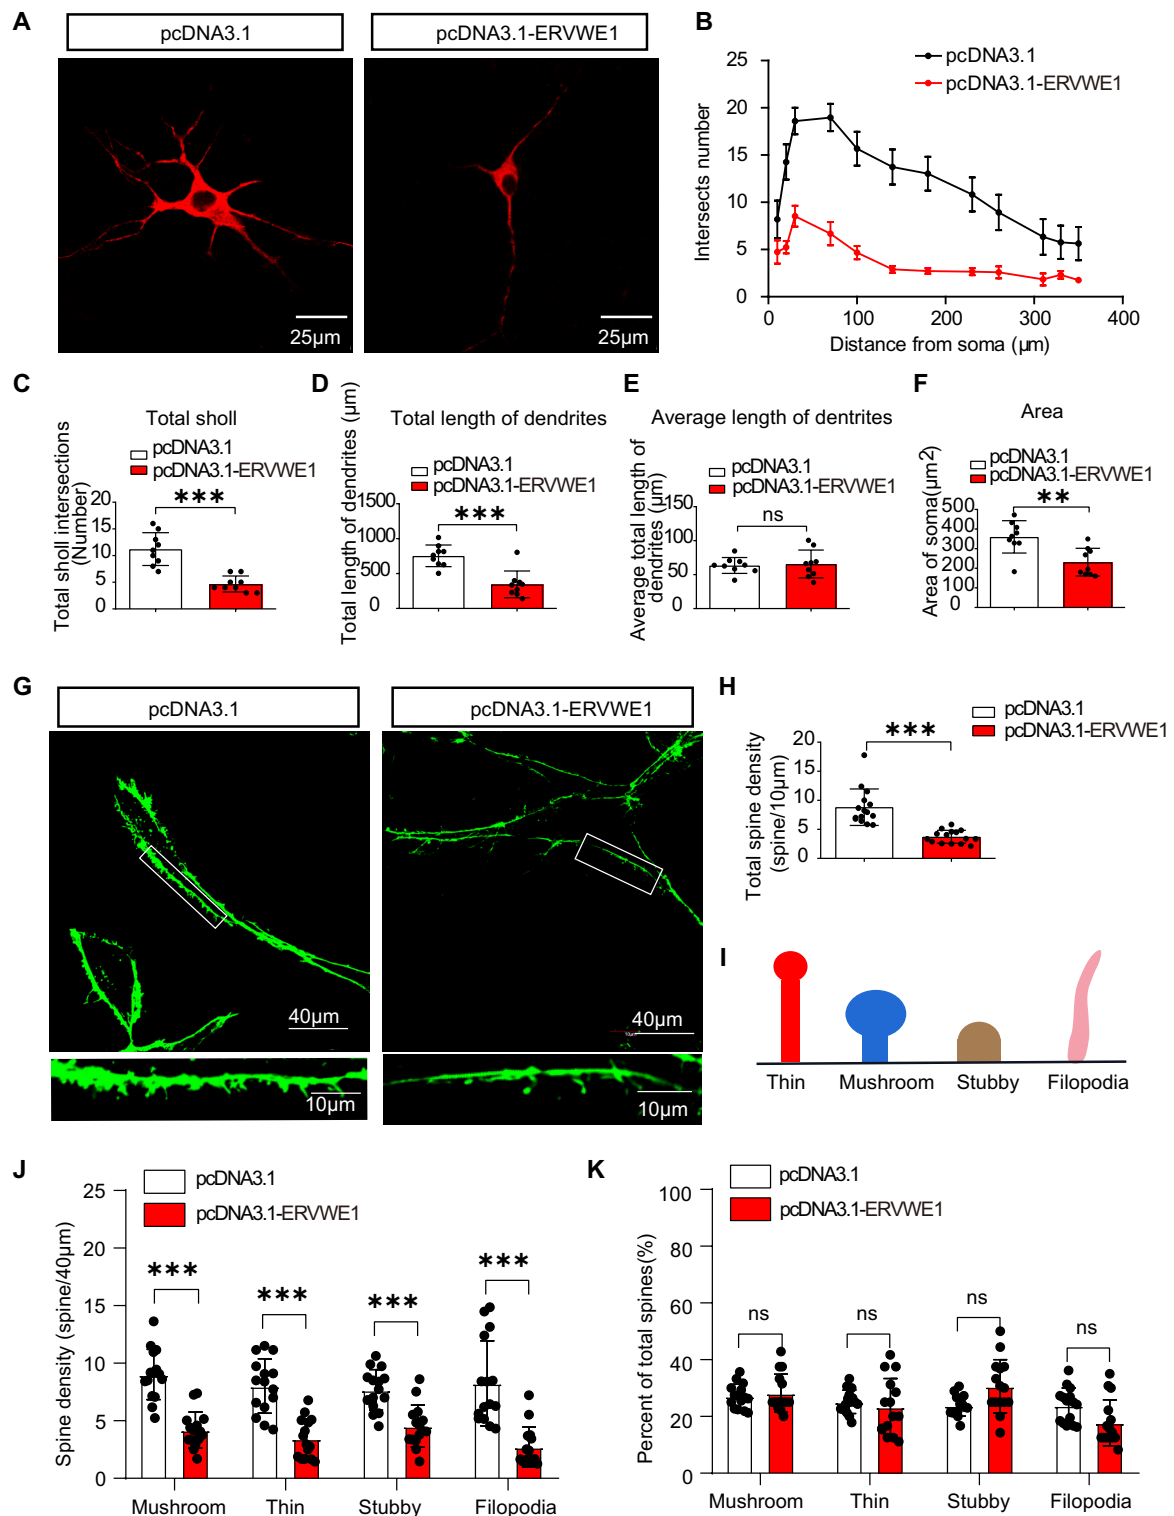 A
pcDNA3.1
pcDNA3.1-ERVWE1
25µm
25µm
B
pcDNA3.1
pcDNA3.1-ERVWE1
Intersects number
25
20
15
10
5
0
0
100
200
300
400
Distance from soma (µm)
C
Total sholl
pcDNA3.1
pcDNA3.1-ERVWE1
Total sholl intersections
(Number)
20
15
10
5
0
***
D
Total length of dendrites
pcDNA3.1
pcDNA3.1-ERVWE1
Total length of dendrites (µm)
1500
1000
500
0
***
E
Average length of dentrites
pcDNA3.1
pcDNA3.1-ERVWE1
Average total length of
dendrites (µm)
150
100
50
0
ns
F
Area
pcDNA3.1
pcDNA3.1-ERVWE1
Area of soma(µm2)
500
400
300
200
100
0
**
G
pcDNA3.1
pcDNA3.1-ERVWE1
40µm
40µm
10µm
10µm
H
pcDNA3.1
pcDNA3.1-ERVWE1
Total spine density
(spine/10µm)
20
15
10
5
0
***
I
Thin
Mushroom
Stubby
Filopodia
J
pcDNA3.1
pcDNA3.1-ERVWE1
Spine density (spine/40µm)
25
20
15
10
5
0
***
***
***
***
Mushroom
Thin
Stubby
Filopodia
K
pcDNA3.1
pcDNA3.1-ERVWE1
Percent of total spines(%)
100
80
60
40
20
0
ns
ns
ns
ns
Mushroom
Thin
Stubby
Filopodia